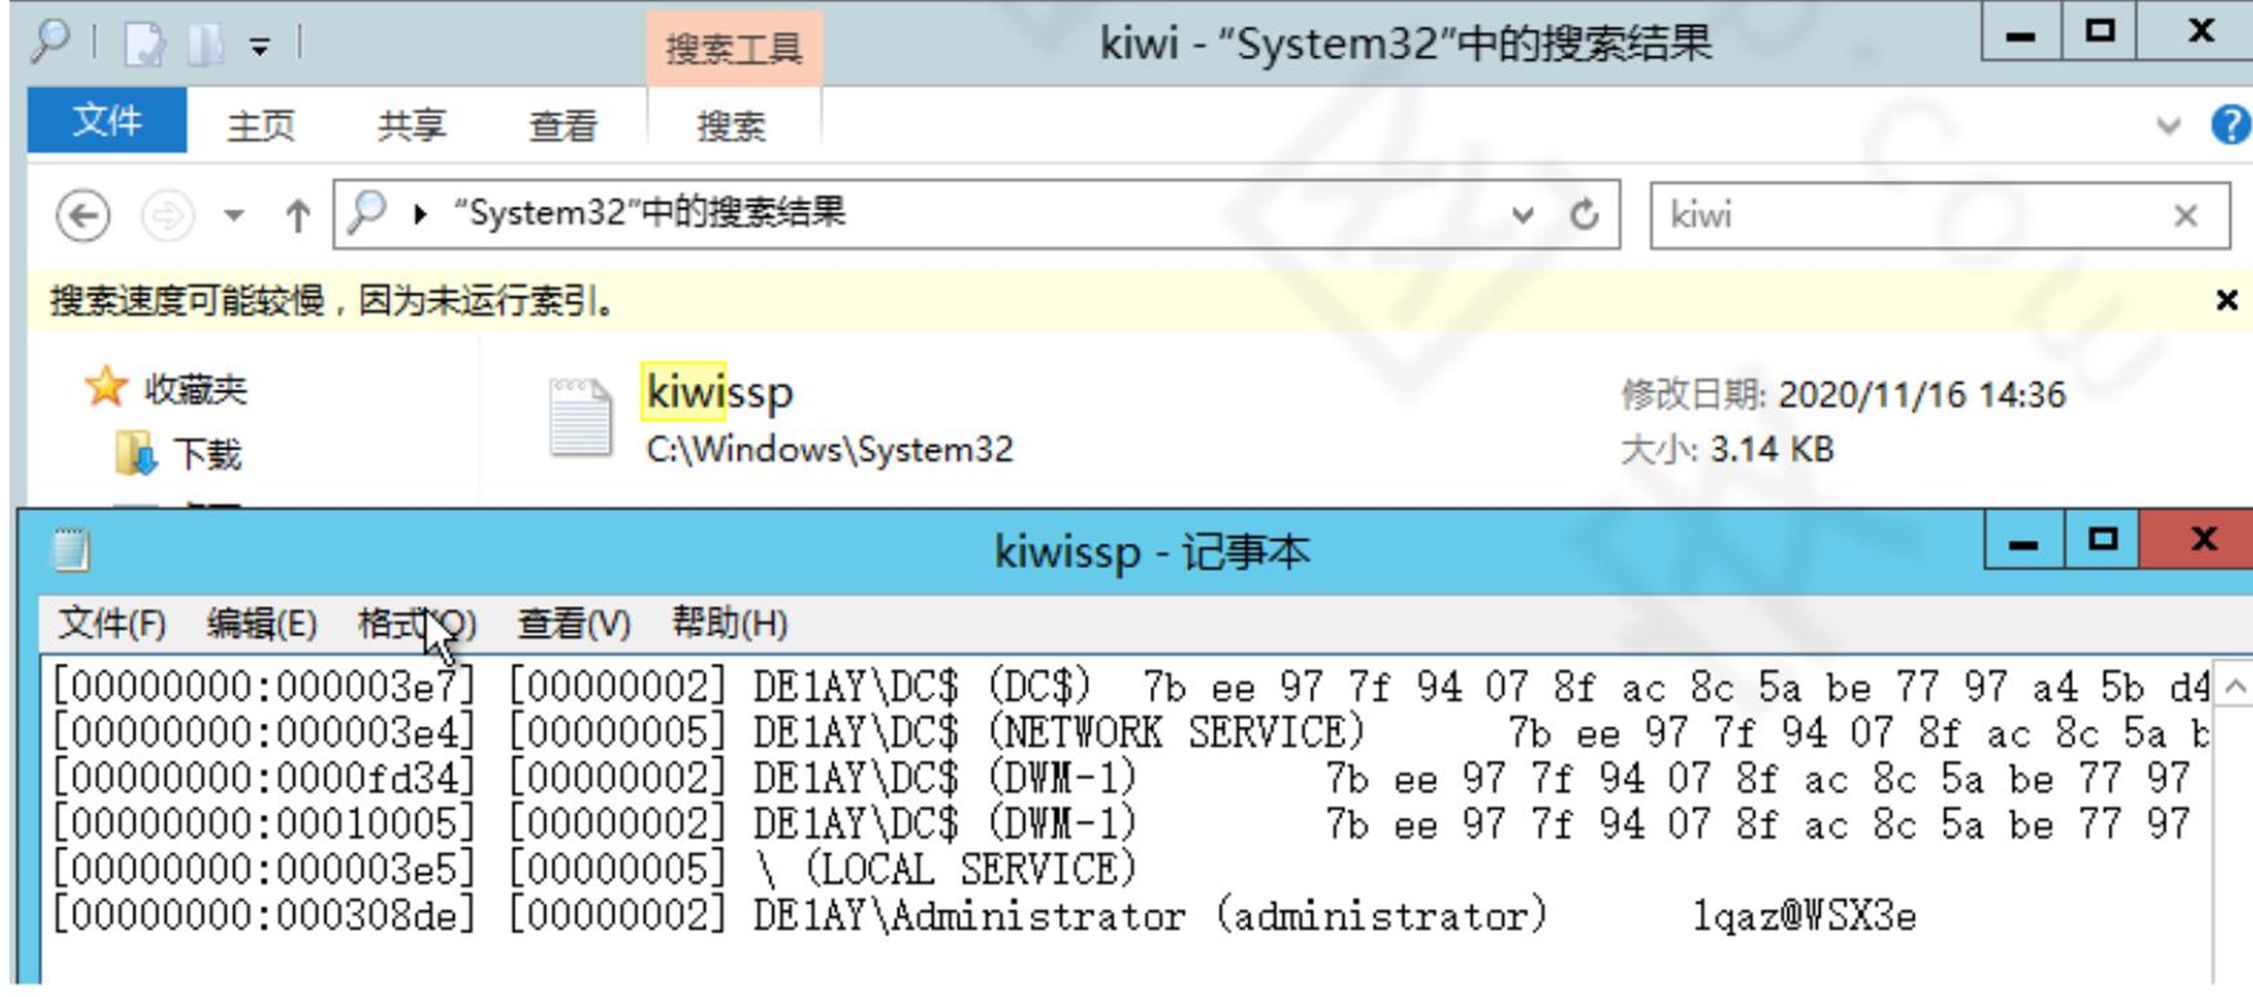 搜索工具
kiwi - “System32”中的搜索结果
文件 主页 共享 查看 搜索
“System32”中的搜索结果
kiwi
搜索速度可能较慢，因为未运行索引。
收藏夹
下载
kiwissp
C:\Windows\System32
修改日期: 2020/11/16 14:36
大小: 3.14 KB
kiwissp - 记事本
文件(F) 编辑(E) 格式(O) 查看(V) 帮助(H)
[00000000:000003e7] [00000002] DE1AY\DC$ (DC$) 7b ee 97 7f 94 07 8f ac 8c 5a be 77 97 a4 5b d4
[00000000:000003e4] [00000005] DE1AY\DC$ (NETWORK SERVICE) 7b ee 97 7f 94 07 8f ac 8c 5a b
[00000000:0000fd34] [00000002] DE1AY\DC$ (DWM-1) 7b ee 97 7f 94 07 8f ac 8c 5a be 77 97
[00000000:00010005] [00000002] DE1AY\DC$ (DWM-1) 7b ee 97 7f 94 07 8f ac 8c 5a be 77 97
[00000000:000003e5] [00000005] \ (LOCAL SERVICE)
[00000000:000308de] [00000002] DE1AY\Administrator (administrator) 1qaz@WSX3e